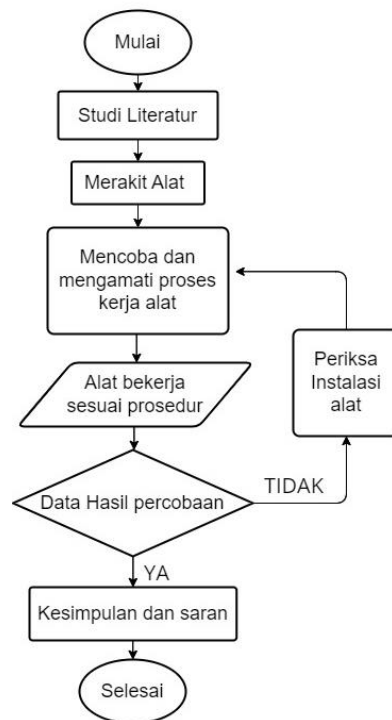 Mulai
Studi Literatur
Merakit Alat
Mencoba dan
mengamati proses
kerja alat
Periksa
Instalasi
alat
Alat bekerja
sesuai prosedur
Data Hasil percobaan
TIDAK
YA
Kesimpulan dan saran
Selesai